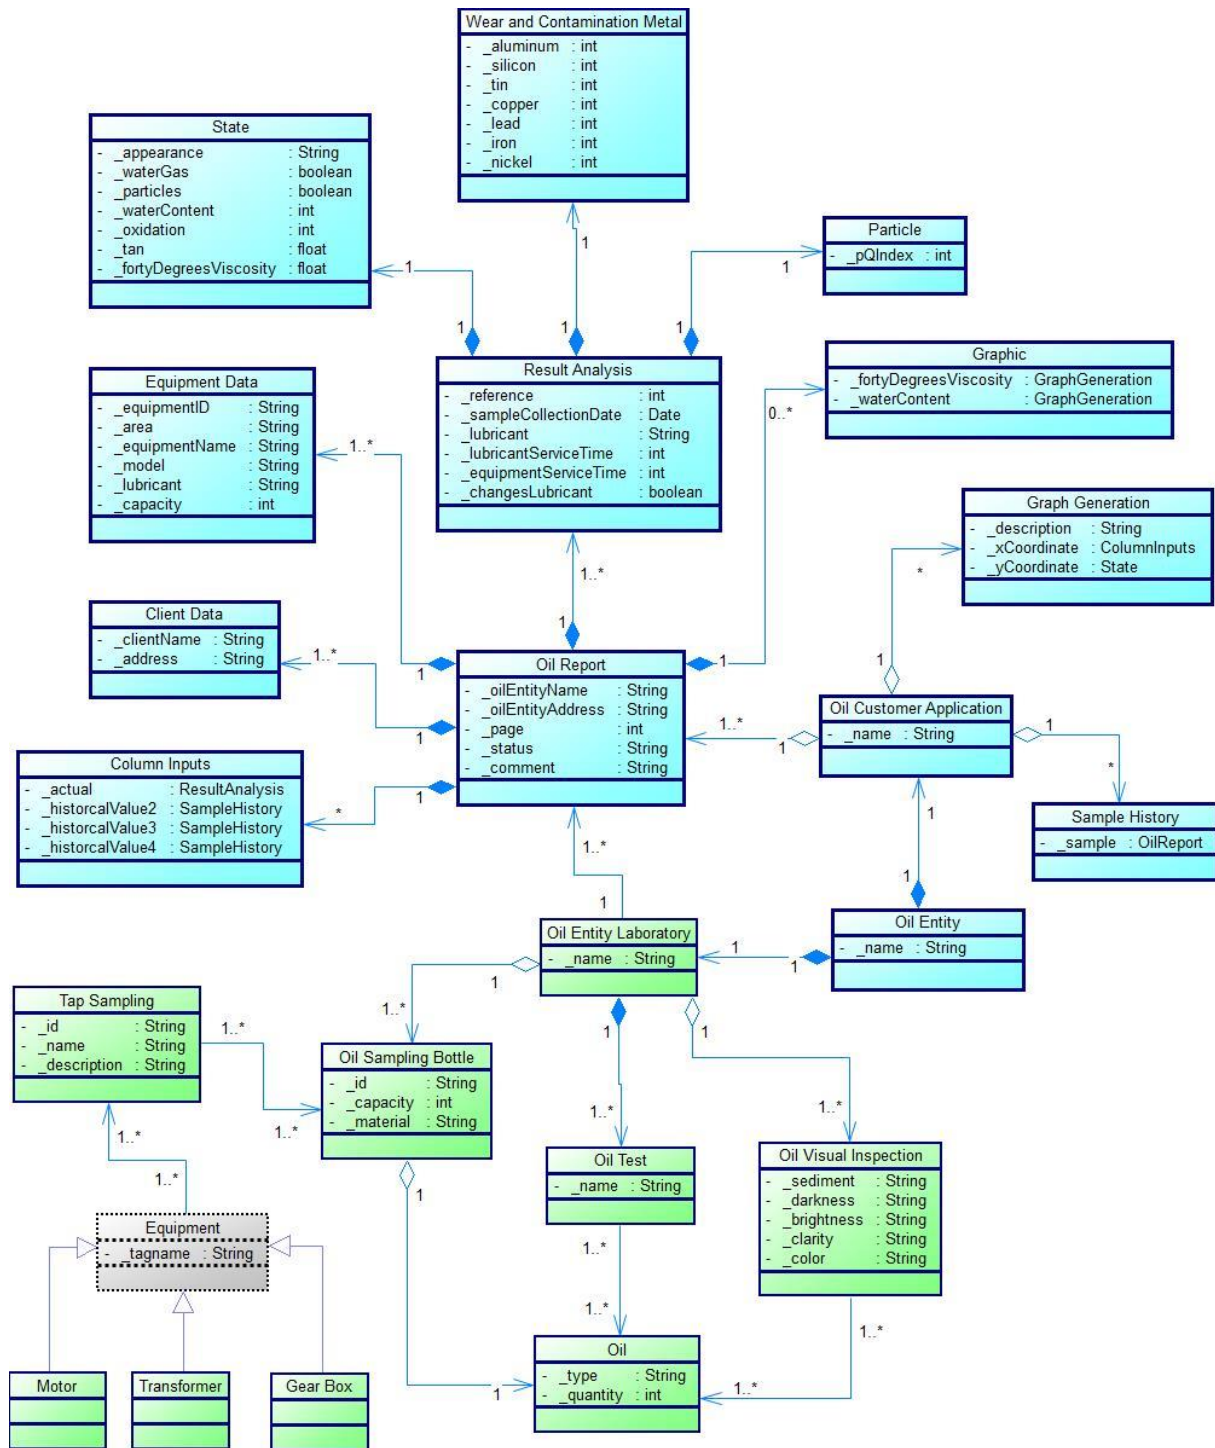 Wear and Contamination Metal
- _aluminum : int
- _silicon : int
- _tin : int
- _copper : int
- _lead : int
- _iron : int
- _nickel : int
State
- _appearance : String
- _waterGas : boolean
- _particles : boolean
- _waterContent : int
- _oxidation : int
- _tan : float
- _fortyDegreesViscosity : float
Particle
- _pQIndex : int
1
1
1
1
1
1
Equipment Data
- _equipmentID : String
- _area : String
- _equipmentName : String
- _model : String
- _lubricant : String
- _capacity : int
Result Analysis
- _reference : int
- _sampleCollectionDate : Date
- _lubricant : String
- _lubricantServiceTime : int
- _equipmentServiceTime : int
- _changesLubricant : boolean
Graphic
- _fortyDegreesViscosity : GraphGeneration
- _waterContent : GraphGeneration
0..*
1..*
Graph Generation
- _description : String
- _xCoordinate : ColumnInputs
- _yCoordinate : State
*
1..*
Client Data
- _clientName : String
- _address : String
1..*
1
1
1
1
1
Oil Report
- _oilEntityName : String
- _oilEntityAddress : String
- _page : int
- _status : String
- _comment : String
1
Oil Customer Application
- _name : String
1..*
1
1
*
Column Inputs
- _actual : ResultAnalysis
- _historcalValue2 : SampleHistory
- _historcalValue3 : SampleHistory
- _historcalValue4 : SampleHistory
*
Sample History
- _sample : OilReport
1
1
1..*
1
Oil Entity Laboratory
- _name : String
Oil Entity
- _name : String
1
1
1
1
1
Tap Sampling
- _id : String
- _name : String
- _description : String
1..*
1..*
1..*
Oil Sampling Bottle
- _id : String
- _capacity : int
- _material : String
1..*
1..*
1..*
1..*
1
Oil Test
- _name : String
Oil Visual Inspection
- _sediment : String
- _darkness : String
- _brightness : String
- _clarity : String
- _color : String
Equipment
- _tagname : String
1..*
1..*
1..*
1..*
1
Oil
- _type : String
- _quantity : int
Motor
Transformer
Gear Box